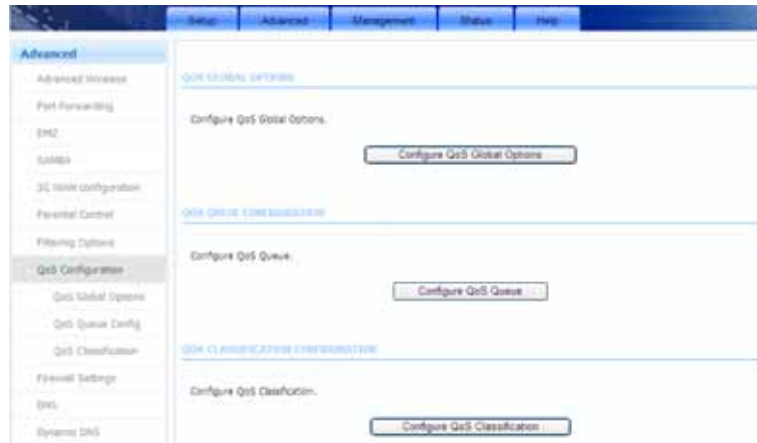 Setup Advanced Management Status Help
Advanced
Advanced Wireless
Port Forwarding
DMZ
SAMBA
3G WAN configuration
Parental Control
Filtering Options
QoS Configuration
QoS Global Options
QoS Queue Config
QoS Classification
Firewall Settings
DNS
Dynamic DNS
QOS GLOBAL OPTIONS
Configure QoS Global Options.
Configure QoS Global Options
QOS QUEUE CONFIGURATION
Configure QoS Queue.
Configure QoS Queue
QOS CLASSIFICATION CONFIGURATION
Configure QoS Classfication.
Configure QoS Classification